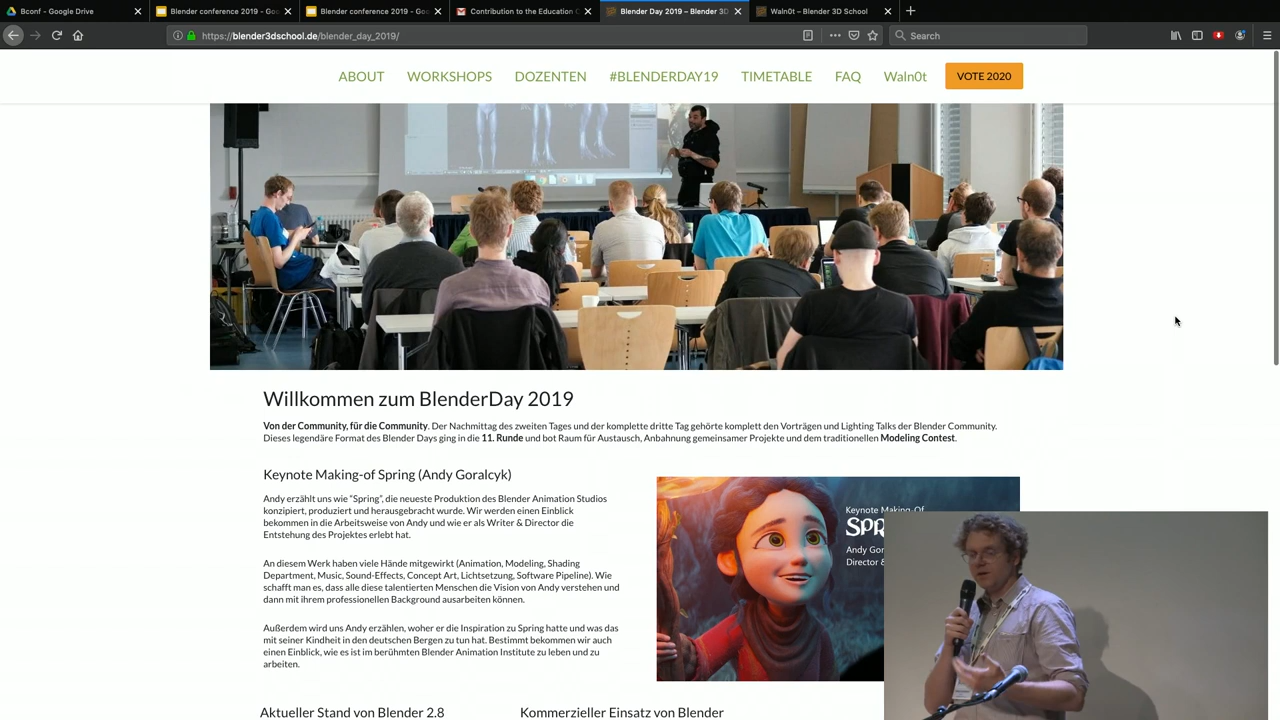 Bconf - Google Drive
Blender conference 2019 - Goo
Blender conference 2019 - Goo
Contribution to the Education C
Blender Day 2019 – Blender 3D
Waln0t – Blender 3D School
https://blender3dschool.de/blender_day_2019/
Search
ABOUT WORKSHOPS DOZENTEN #BLENDERDAY19 TIMETABLE FAQ Waln0t VOTE 2020
Willkommen zum BlenderDay 2019
Von der Community, für die Community. Der Nachmittag des zweiten Tages und der komplette dritte Tag gehörte komplett den Vorträgen und Lighting Talks der Blender Community.
Dieses legendäre Format des Blender Days ging in die 11. Runde und bot Raum für Austausch, Anbahnung gemeinsamer Projekte und dem traditionellen Modeling Contest.
Keynote Making-of Spring (Andy Goralcyk)
Andy erzählt uns wie “Spring”, die neueste Produktion des Blender Animation Studios
konzipiert, produziert und herausgebracht wurde. Wir werden einen Einblick
bekommen in die Arbeitsweise von Andy und wie er als Writer & Director die
Entstehung des Projektes erlebt hat.
An diesem Werk haben viele Hände mitgewirkt (Animation, Modeling, Shading
Department, Music, Sound-Effects, Concept Art, Lichtsetzung, Software Pipeline). Wie
schafft man es, dass alle diese talentierten Menschen die Vision von Andy verstehen und
dann mit ihrem professionellen Background ausarbeiten können.
Außerdem wird uns Andy erzählen, woher er die Inspiration zu Spring hatte und was das
mit seiner Kindheit in den deutschen Bergen zu tun hat. Bestimmt bekommen wir auch
einen Einblick, wie es ist im berühmten Blender Animation Institute zu leben und zu
arbeiten.
Keynote Making-Of
SPR
Andy Gor
Director &
Aktueller Stand von Blender 2.8
Kommerzieller Einsatz von Blender